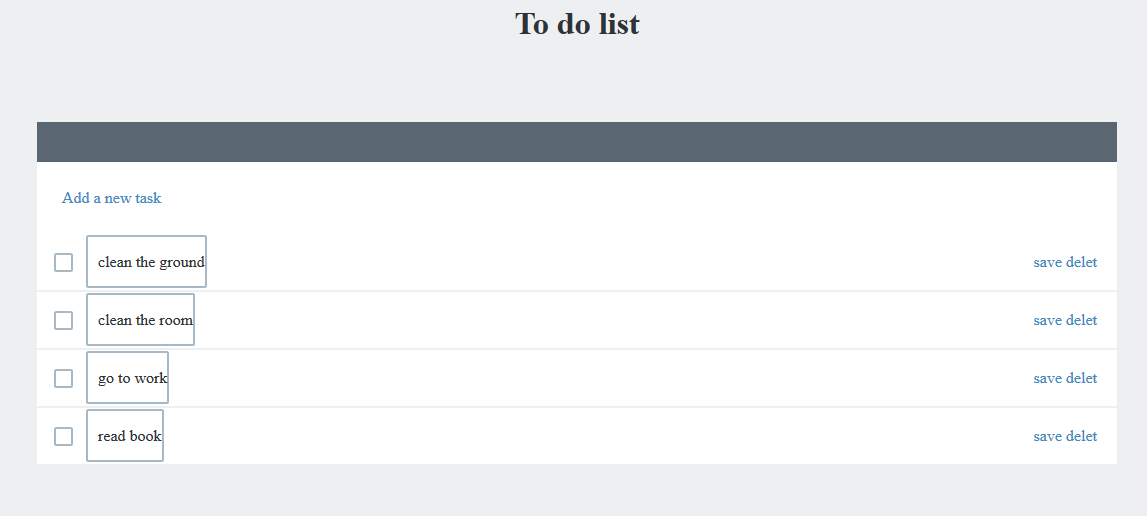 To do list
Add a new task
clean the ground save delet
clean the room save delet
go to work save delet
read book save delet